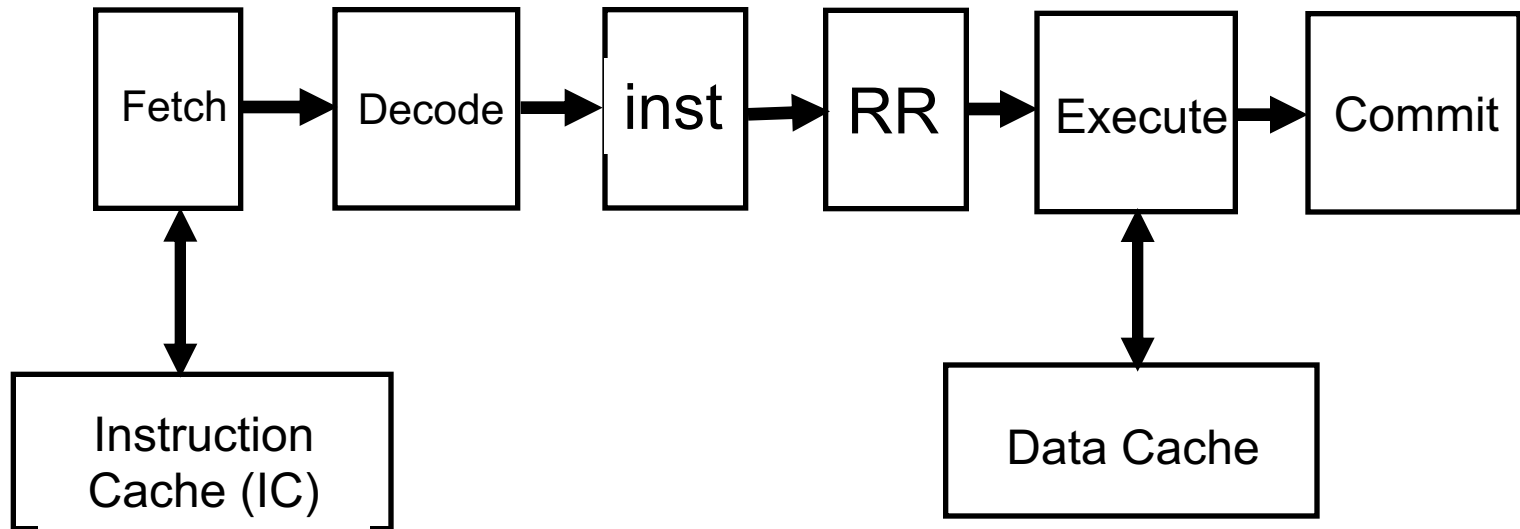 Fetch
Decode
inst
RR
Execute
Commit
Instruction
Cache (IC)
Data Cache